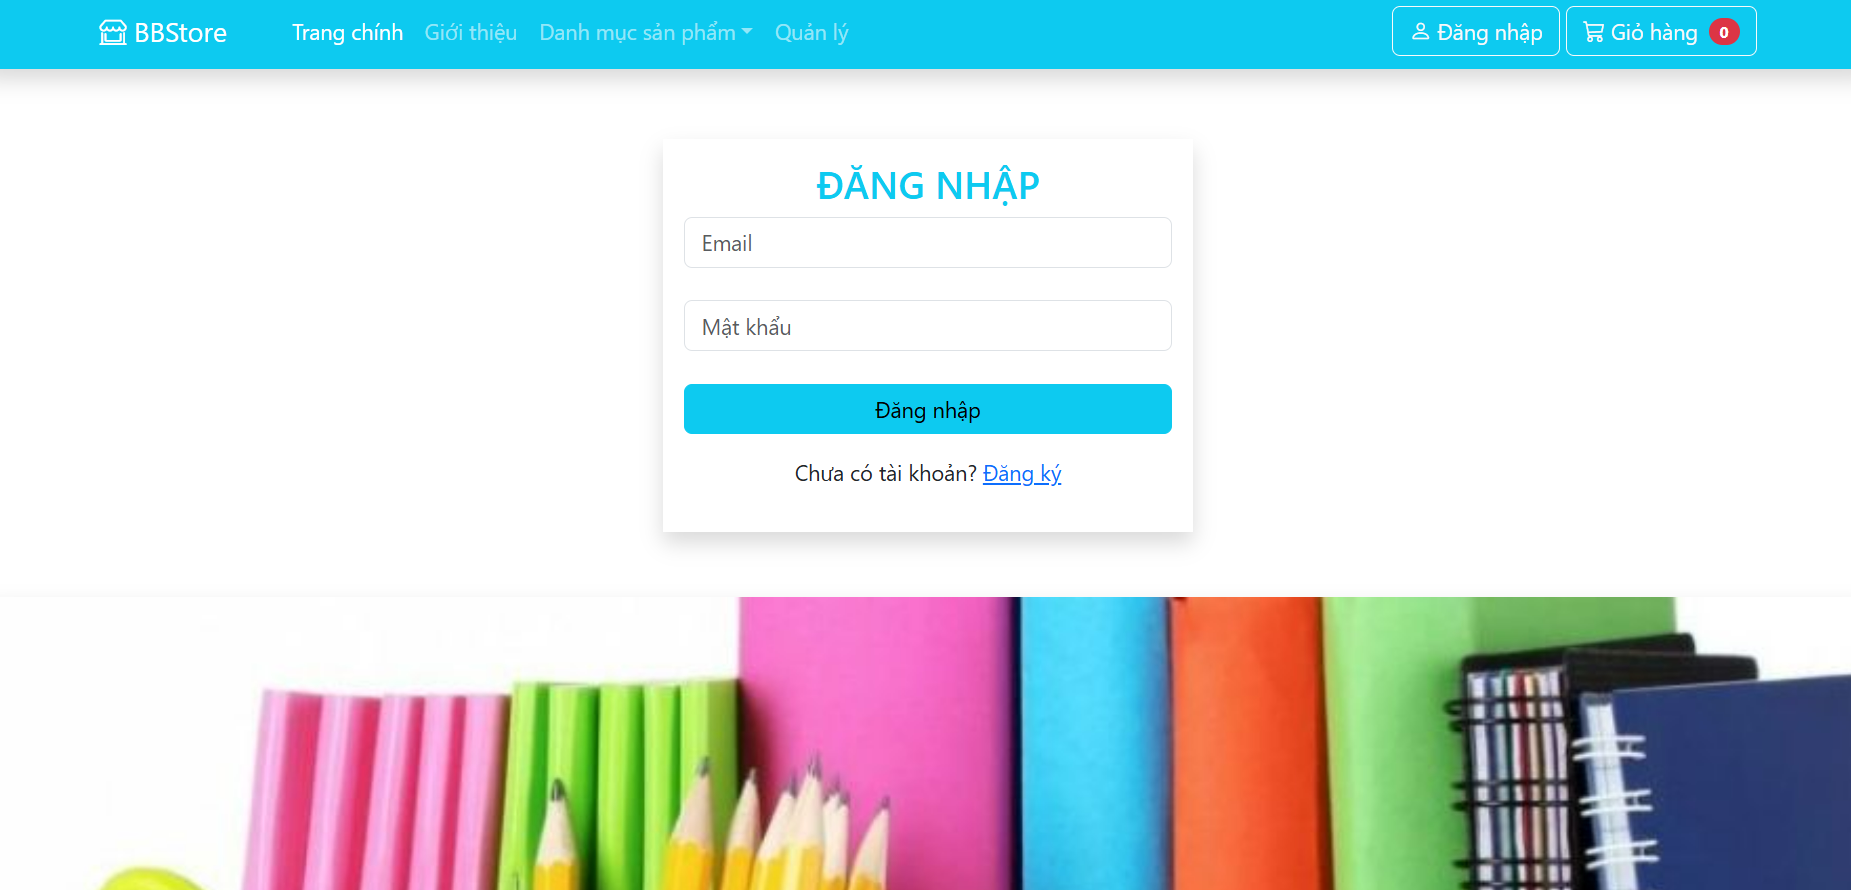 BBStore Trang chính Giới thiệu Danh mục sản phẩm Quản lý Đăng nhập Giỏ hàng 0
ĐĂNG NHẬP
Email
Mật khẩu
Đăng nhập
Chưa có tài khoản? Đăng ký